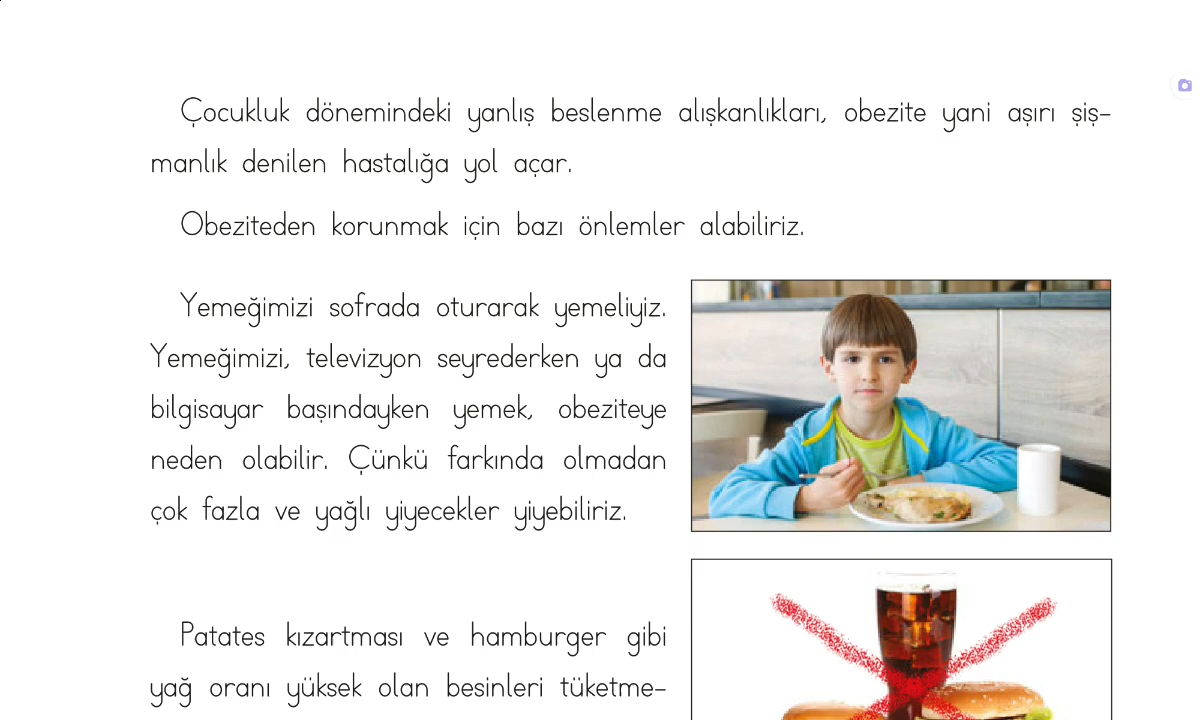 Çocukluk dönemindeki yanlış beslenme alışkanlıkları, obezite yani aşırı şiş-
manlık denilen hastalığa yol açar.
Obeziteden korunmak için bazı önlemler alabiliriz.
Yemeğimizi sofrada oturarak yemeliyiz.
Yemeğimizi, televizyon seyrederken ya da
bilgisayar başındayken yemek, obeziteye
neden olabilir. Çünkü farkında olmadan
çok fazla ve yağlı yiyecekler yiyebiliriz.
Patates kızartması ve hamburger gibi
yağ oranı yüksek olan besinleri tüketme-